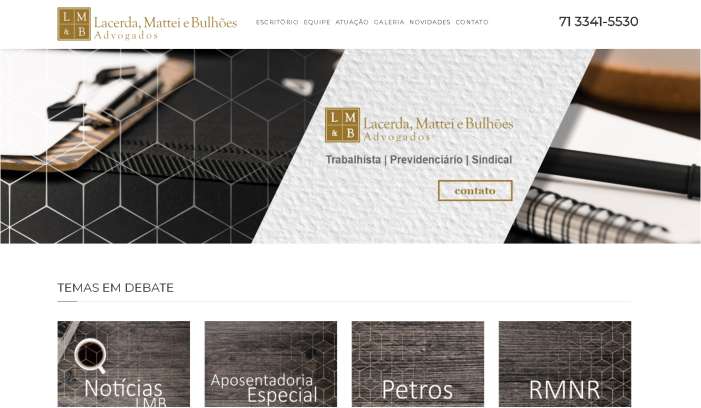 L M
& B
Lacerda, Mattei e Bulhões
Advogados
ESCRITÓRIO EQUIPE ATUAÇÃO GALERIA NOVIDADES CONTATO
71 3341-5530
L M
& B
Lacerda, Mattei e Bulhões
Advogados
Trabalhista | Previdenciário | Sindical
contato
TEMAS EM DEBATE
Notícias
LMB
Aposentadoria
Especial
Petros
RMNR